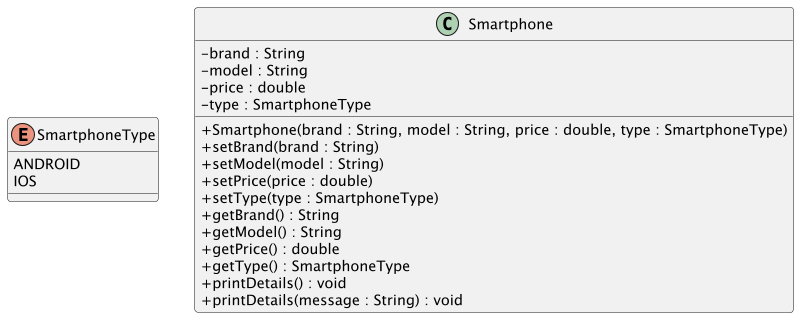 E SmartphoneType
ANDROID
IOS
C Smartphone
-brand : String
-model : String
-price : double
-type : SmartphoneType
+Smartphone(brand : String, model : String, price : double, type : SmartphoneType)
+setBrand(brand : String)
+setModel(model : String)
+setPrice(price : double)
+setType(type : SmartphoneType)
+getBrand() : String
+getModel() : String
+getPrice() : double
+getType() : SmartphoneType
+printDetails() : void
+printDetails(message : String) : void